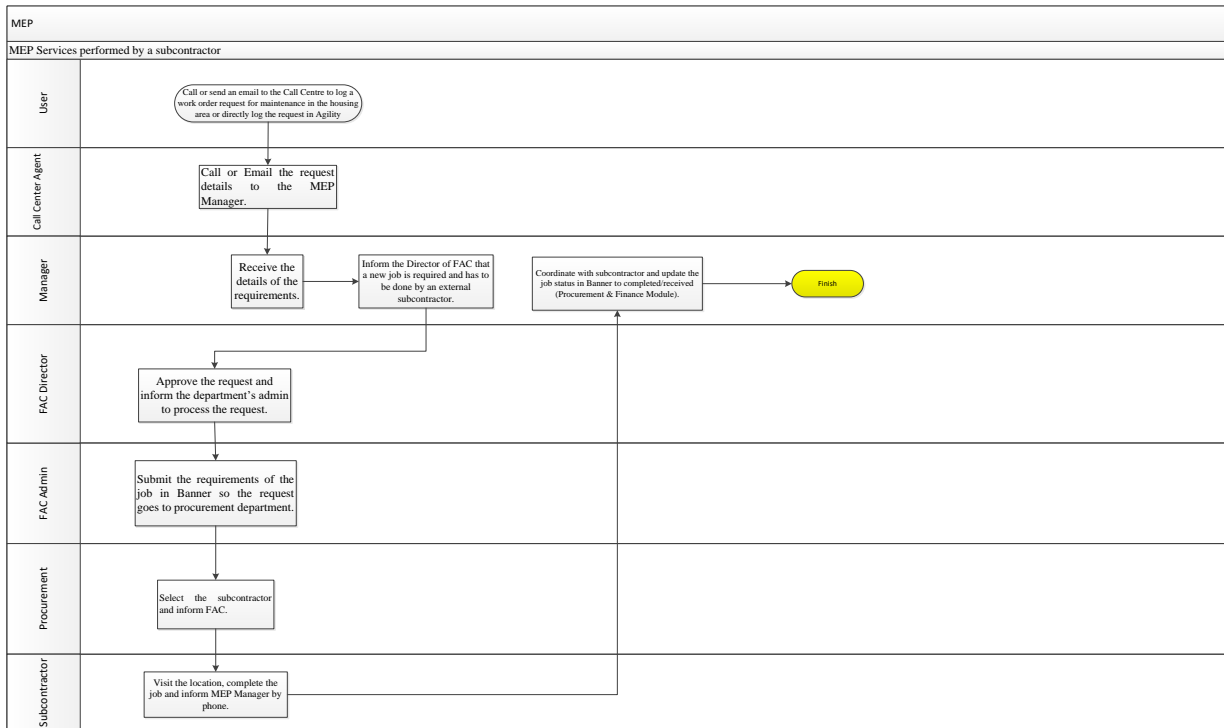 MEP
MEP Services performed by a subcontractor
User
Call or send an email to the Call Centre to log a
work order request for maintenance in the housing
area or directly log the request in Agility
Call Center Agent
Call or Email the request
details to the MEP
Manager.
Manager
Receive the
details of the
requirements.
Inform the Director of FAC that
a new job is required and has to
be done by an external
subcontractor.
Coordinate with subcontractor and update the
job status in Banner to completed/received
(Procurement & Finance Module).
Finish
FAC Director
Approve the request and
inform the department's admin
to process the request.
FAC Admin
Submit the requirements of the
job in Banner so the request
goes to procurement department.
Procurement
Select the subcontractor
and inform FAC.
Subcontractor
Visit the location, complete the
job and inform MEP Manager by
phone.